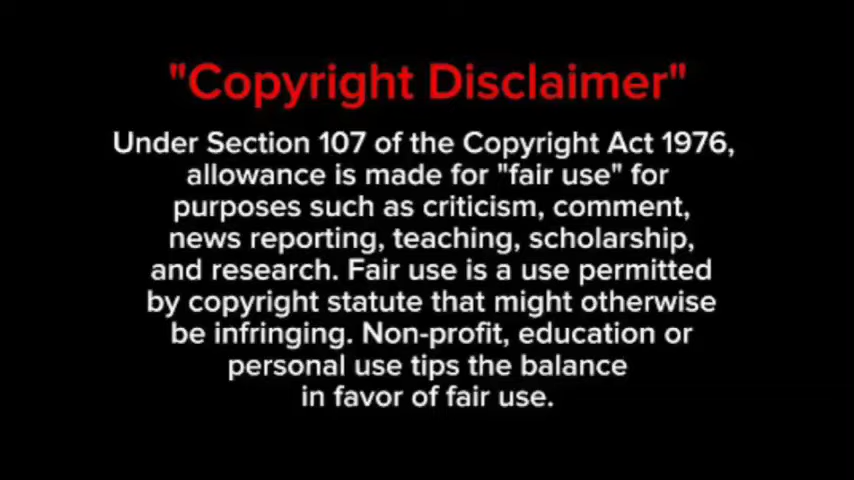 "Copyright Disclaimer"
Under Section 107 of the Copyright Act 1976,
allowance is made for "fair use" for
purposes such as criticism, comment,
news reporting, teaching, scholarship,
and research. Fair use is a use permitted
by copyright statute that might otherwise
be infringing. Non-profit, education or
personal use tips the balance
in favor of fair use.